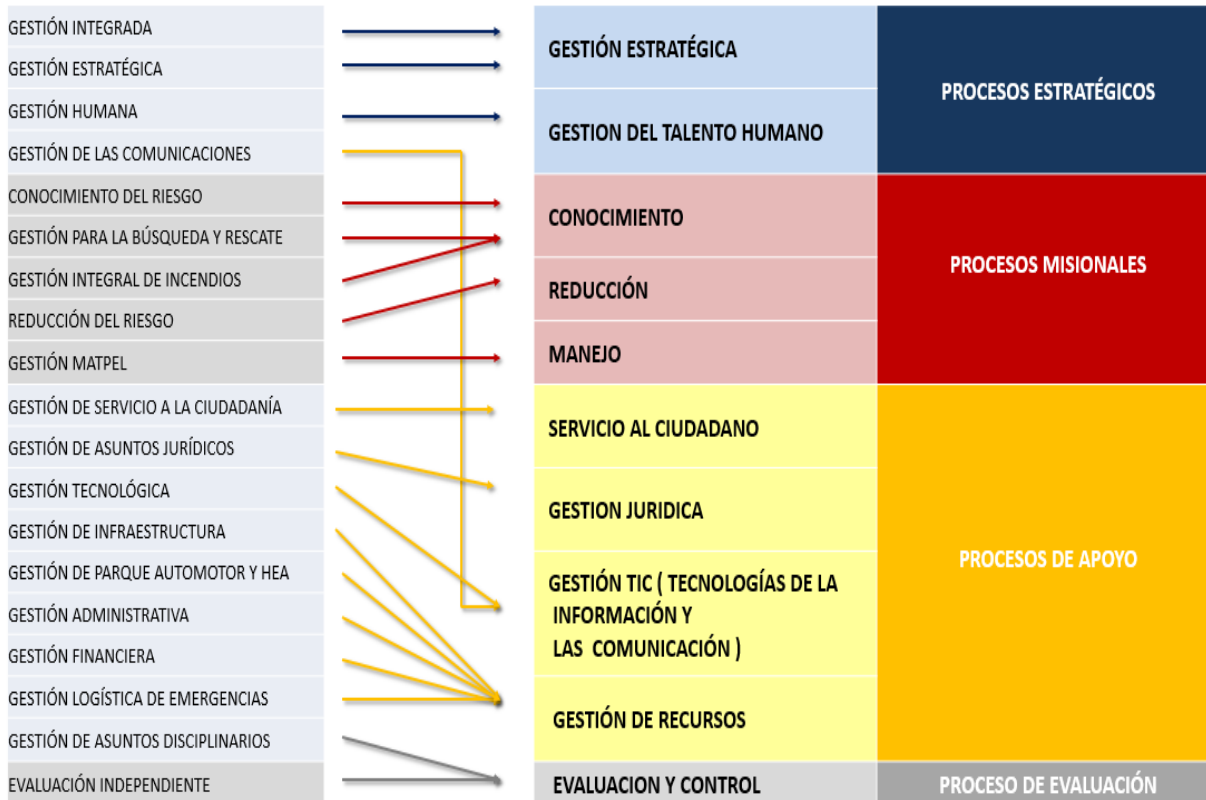 GESTIÓN INTEGRADA
GESTIÓN ESTRATÉGICA
GESTIÓN HUMANA
GESTIÓN DE LAS COMUNICACIONES
CONOCIMIENTO DEL RIESGO
GESTIÓN PARA LA BÚSQUEDA Y RESCATE
GESTIÓN INTEGRAL DE INCENDIOS
REDUCCIÓN DEL RIESGO
GESTIÓN MATPEL
GESTIÓN DE SERVICIO A LA CIUDADANÍA
GESTIÓN DE ASUNTOS JURÍDICOS
GESTIÓN TECNOLÓGICA
GESTIÓN DE INFRAESTRUCTURA
GESTIÓN DE PARQUE AUTOMOTOR Y HEA
GESTIÓN ADMINISTRATIVA
GESTIÓN FINANCIERA
GESTIÓN LOGÍSTICA DE EMERGENCIAS
GESTIÓN DE ASUNTOS DISCIPLINARIOS
EVALUACIÓN INDEPENDIENTE
GESTIÓN ESTRATÉGICA
GESTION DEL TALENTO HUMANO
CONOCIMIENTO
REDUCCIÓN
MANEJO
SERVICIO AL CIUDADANO
GESTION JURIDICA
GESTIÓN TIC ( TECNOLOGÍAS DE LA
INFORMACIÓN Y
LAS COMUNICACIÓN )
GESTIÓN DE RECURSOS
EVALUACION Y CONTROL
PROCESOS ESTRATÉGICOS
PROCESOS MISIONALES
PROCESOS DE APOYO
PROCESO DE EVALUACIÓN